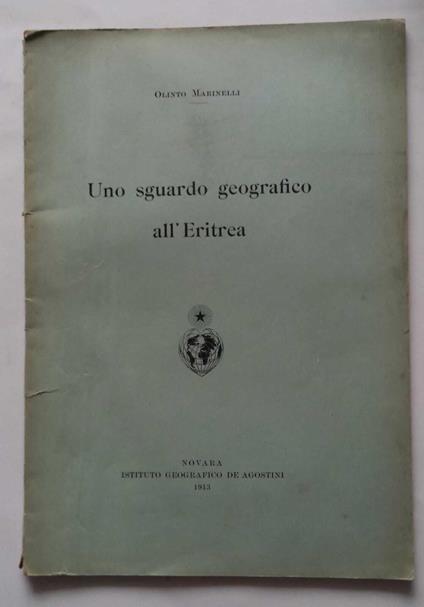 Olinto Marinelli
Uno sguardo geografico
all'Eritrea
NOVARA
ISTITUTO GEOGRAFICO DE AGOSTINI
1913